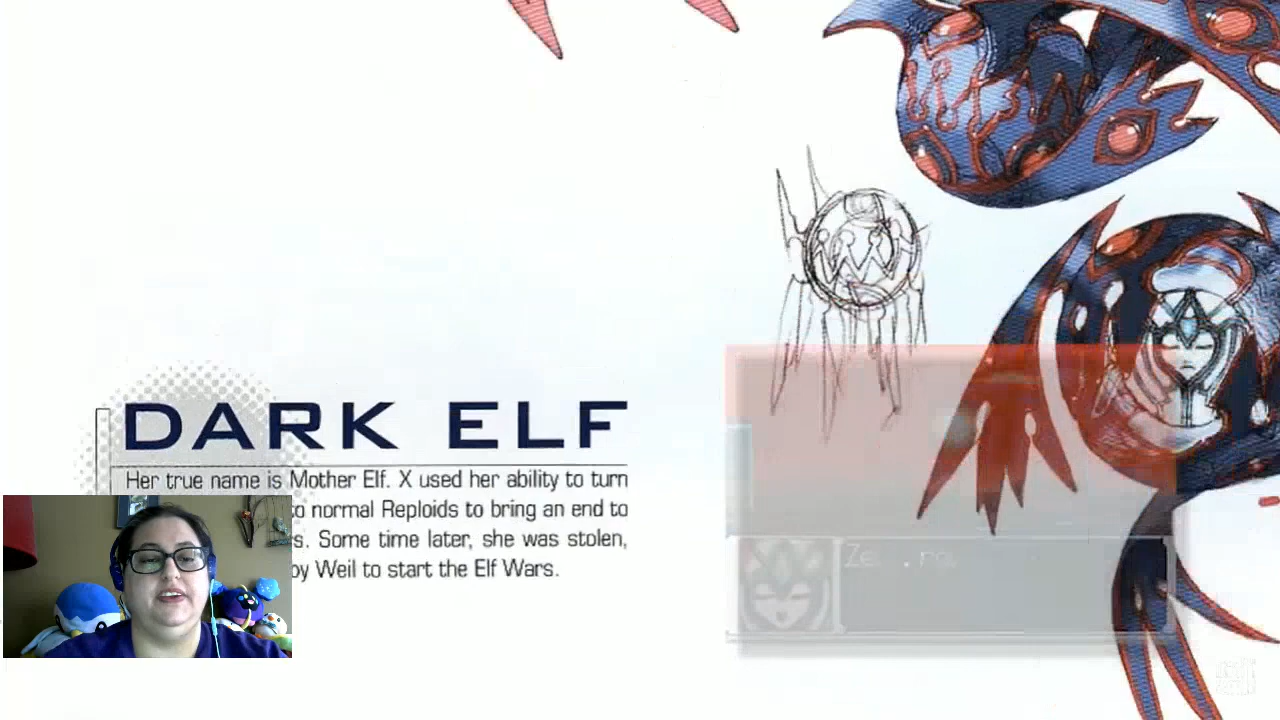 DARK ELF
Her true name is Mother Elf. X used her ability to turn
to normal Reploids to bring an end to
s. Some time later, she was stolen,
by Weil to start the Elf Wars.